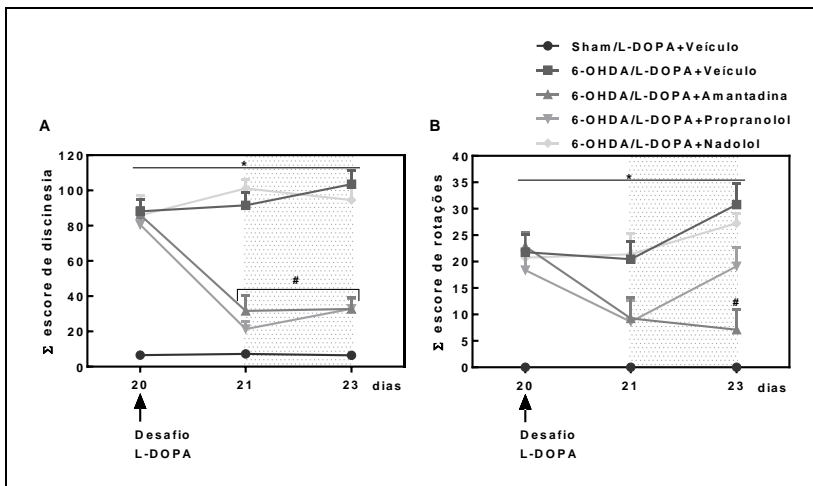 Sham/L-DOPA+Veículo
6-OHDA/L-DOPA+Veículo
6-OHDA/L-DOPA+Amantadina
6-OHDA/L-DOPA+Propranolol
6-OHDA/L-DOPA+Nadolol
A
Σ escore de discinesia
120
100
80
60
40
20
0
*
#
20
21
23
dias
Desafio
L-DOPA
B
Σ escore de rotações
40
35
30
25
20
15
10
5
0
*
#
20
21
23
dias
Desafio
L-DOPA